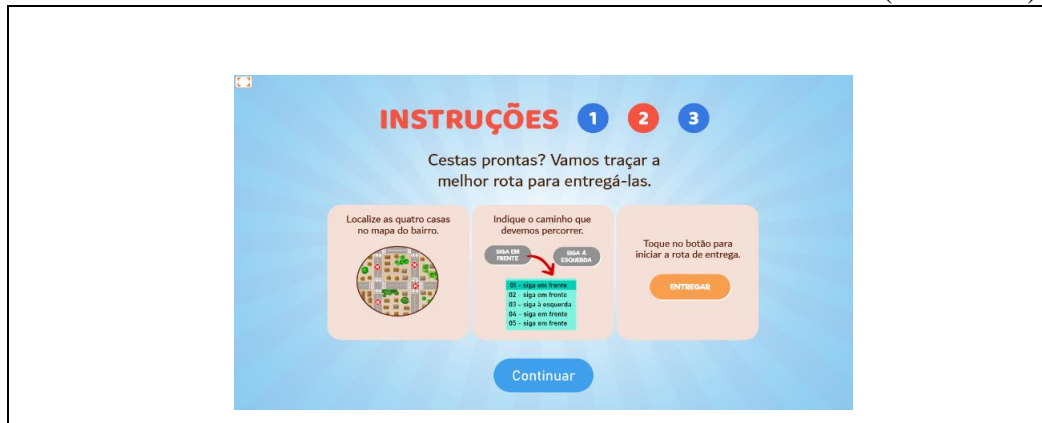 INSTRUÇÕES 1 2 3
Cestas prontas? Vamos traçar a
melhor rota para entregá-las.
Localize as quatro casas
no mapa do bairro.
Indique o caminho que
devemos percorrer.
SIGA EM
FRENTE
SIGA À
ESQUERDA
01 - siga em frente
02 - siga em frente
03 - siga à esquerda
04 - siga em frente
05 - siga em frente
Toque no botão para
iniciar a rota de entrega.
ENTREGAR
Continuar